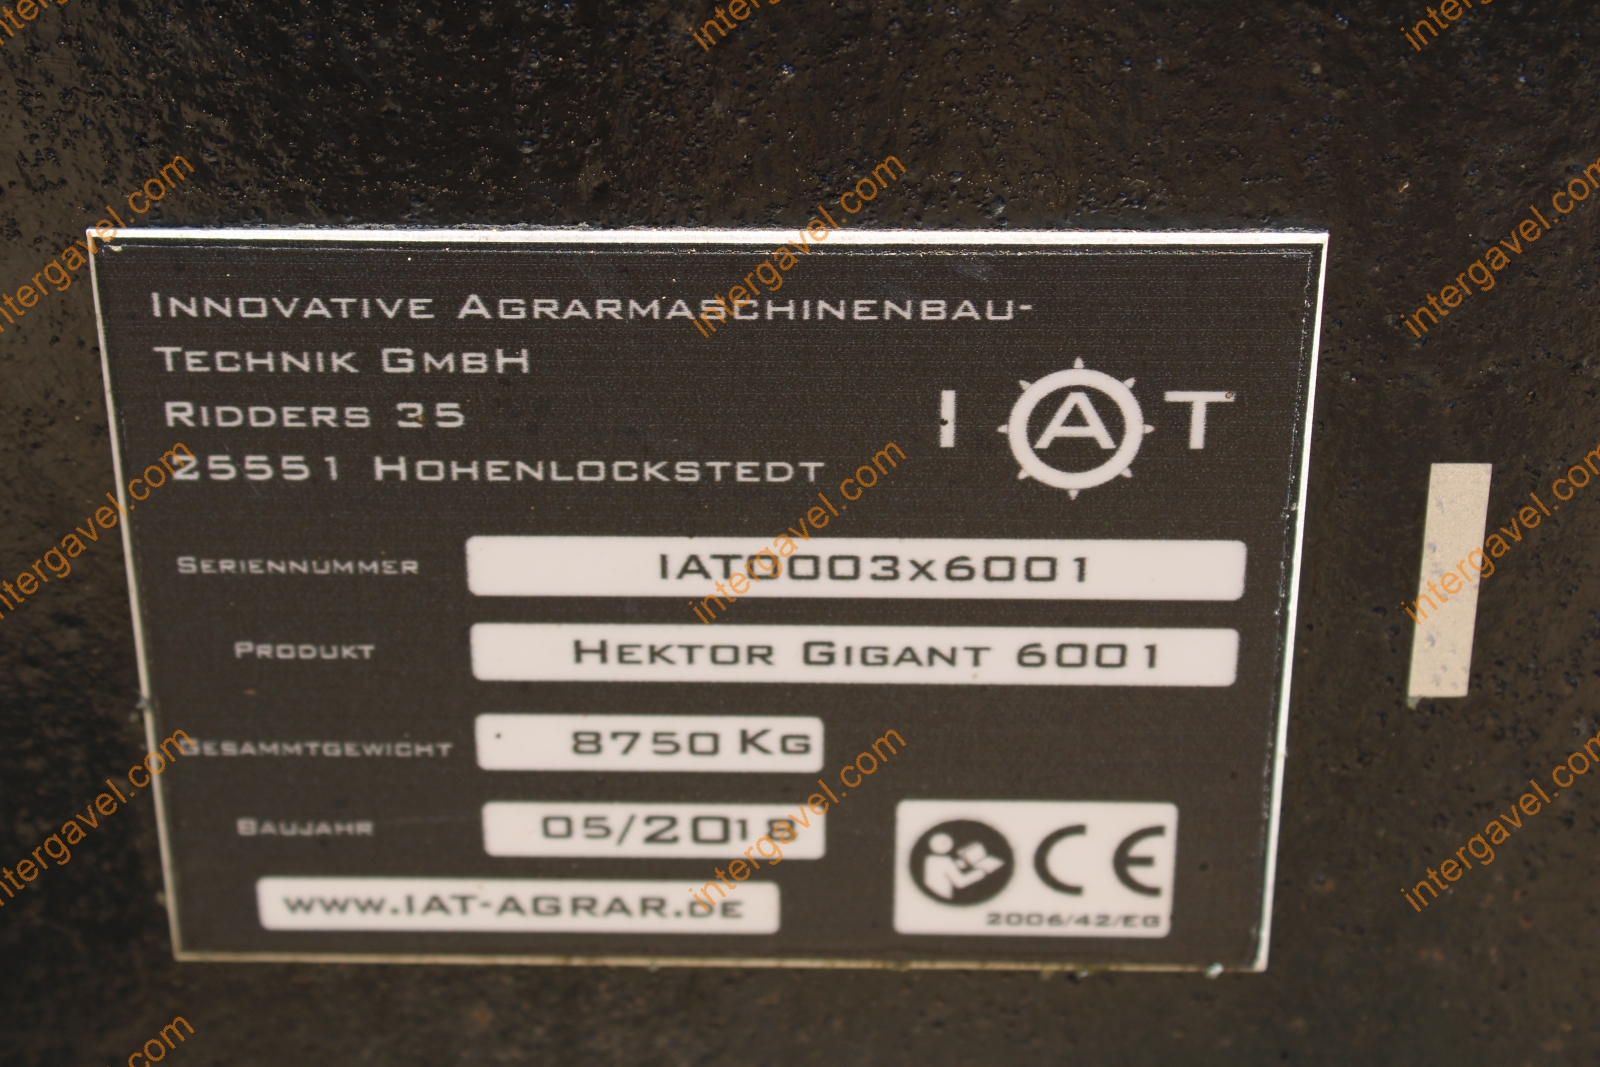 Innovative Agrarmaschinenbau-
Technik GmbH
Ridders 35
25551 Hohenlockstedt
I A T
Seriennummer IAT0003x6001
Produkt Hektor Gigant 6001
Gesammtgewicht 8750 Kg
Baujahr 05/2018
www.IAT-Agrar.de
CE
2006/42/EG
intergavel.com